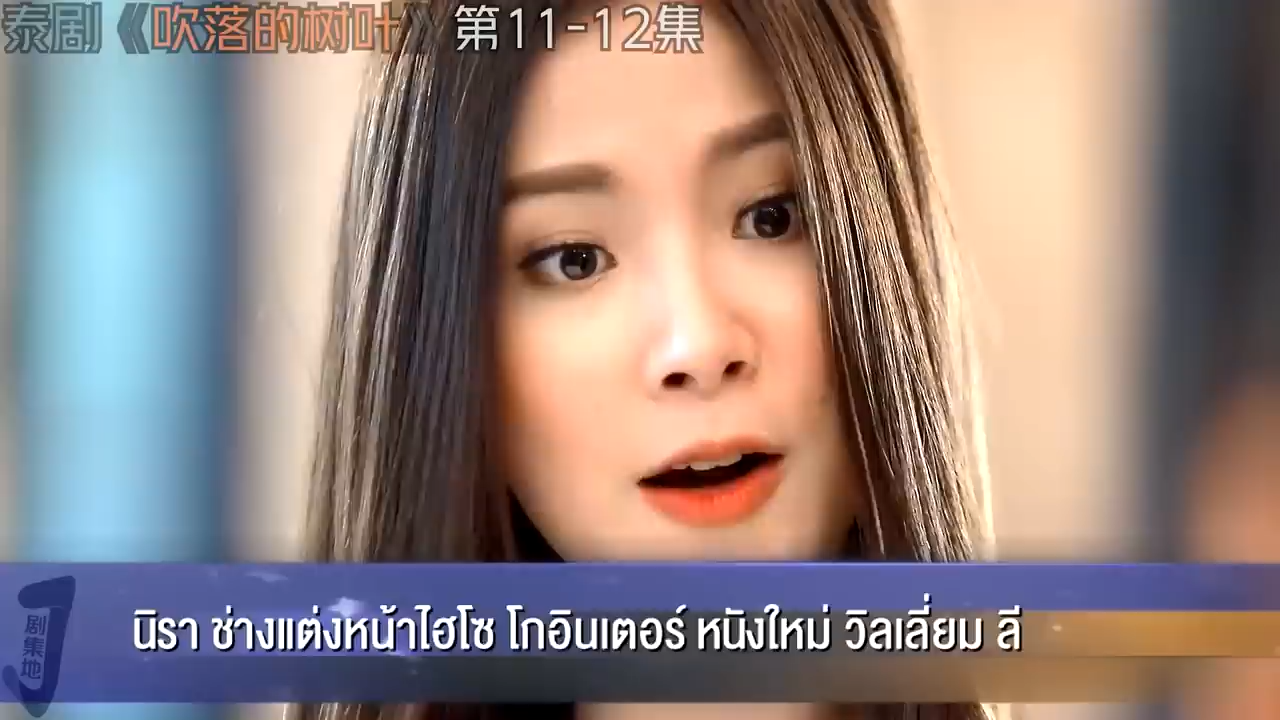 泰剧《吹落的树叶》 第11-12集
นิรา ช่างแต่งหน้าไฮโซ โกอินเตอร์ หนังใหม่ วิลเลี่ยม ลี
剧集地